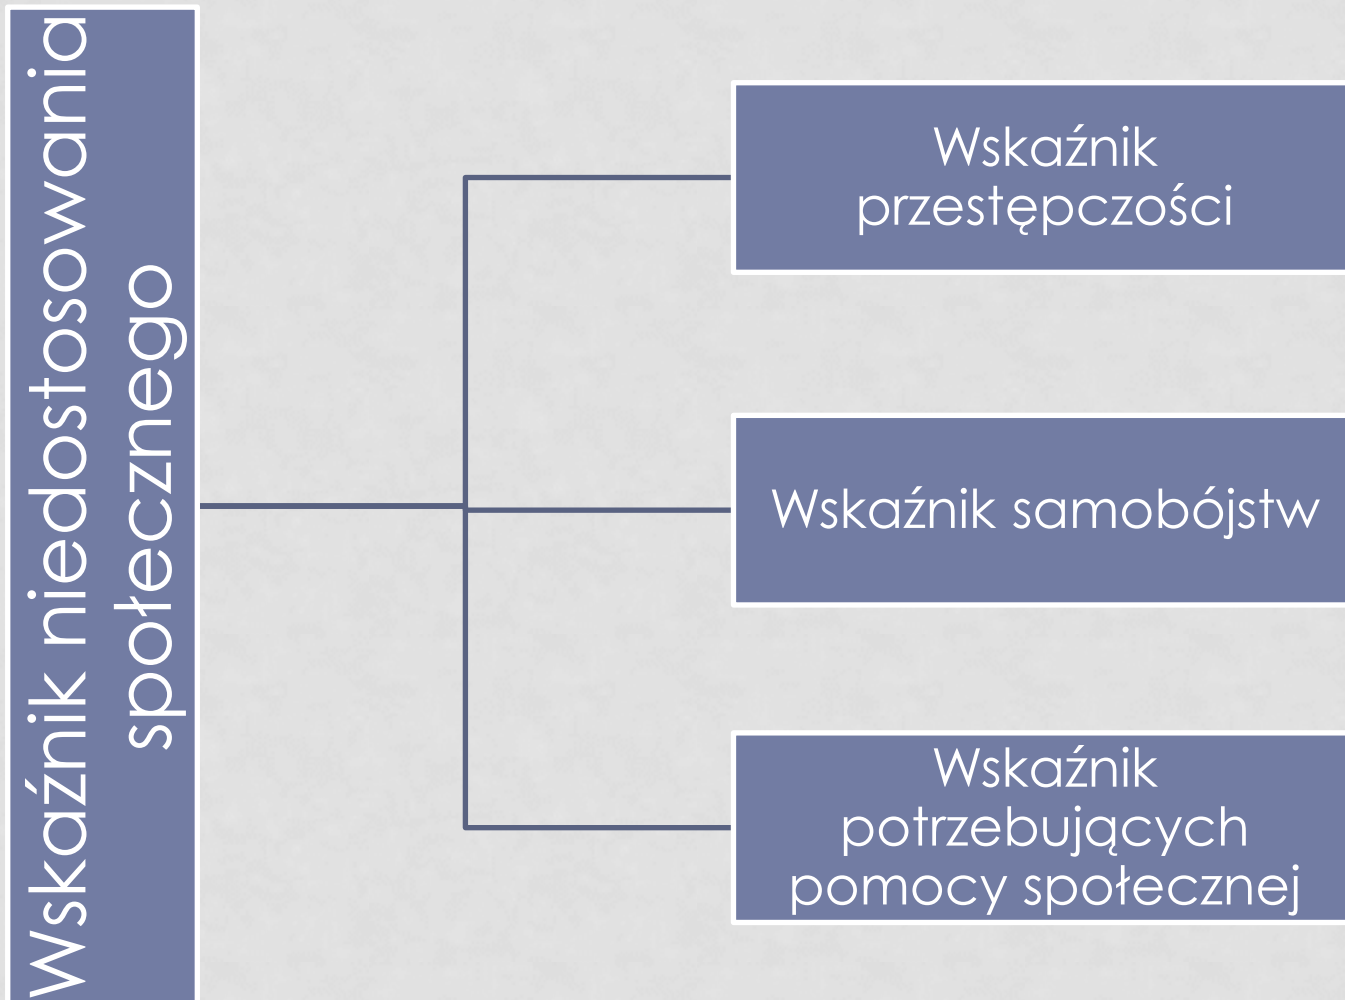 Wskaźnik niedostosowania
społecznego
Wskaźnik
przestępczości
Wskaźnik samobójstw
Wskaźnik
potrzebujących
pomocy społecznej